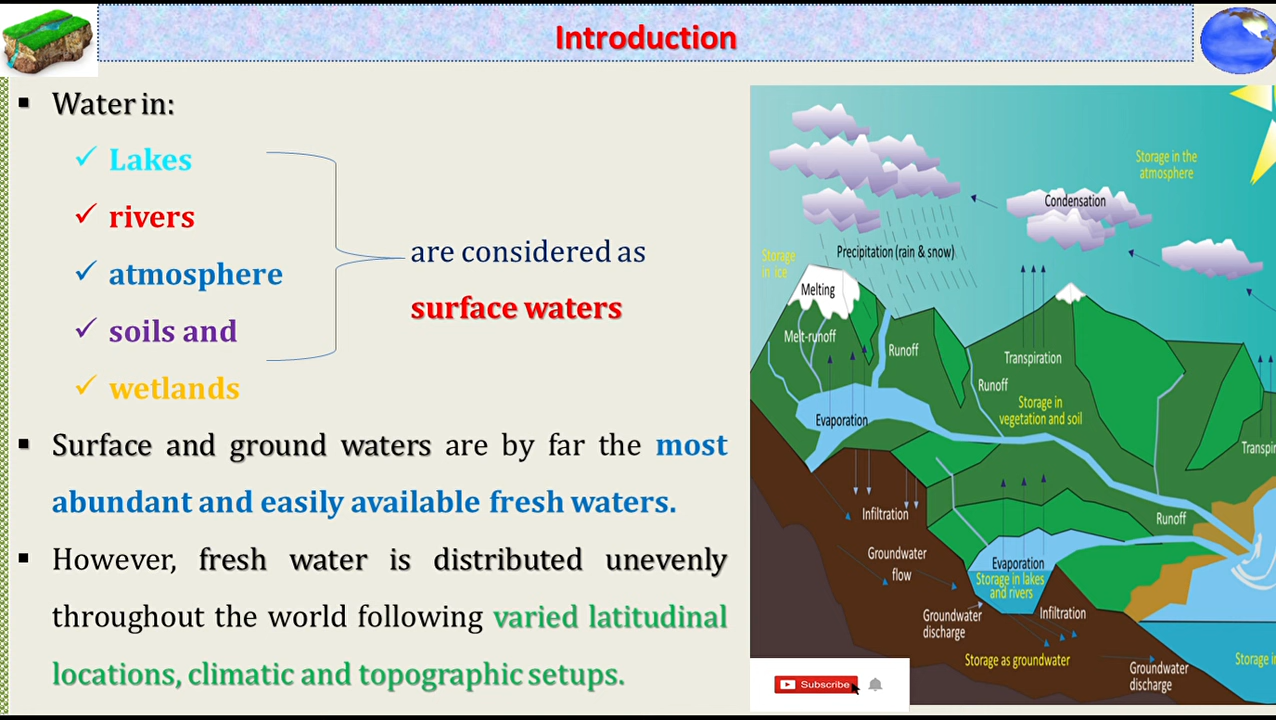 Introduction
Water in:
Lakes
rivers
atmosphere
soils and
wetlands
are considered as
surface waters
Surface and ground waters are by far the most
abundant and easily available fresh waters.
However, fresh water is distributed unevenly
throughout the world following varied latitudinal
locations, climatic and topographic setups.
Storage in the
atmosphere
Condensation
Precipitation (rain & snow)
Storage
in ice
Melting
Melt-runoff
Runoff
Transpiration
Runoff
Storage in
vegetation and soil
Evaporation
Infiltration
Runoff
Groundwater
flow
Evaporation
Storage in lakes
and rivers
Groundwater
discharge
Infiltration
Storage as groundwater
Groundwater
discharge
Storage in
Subscribe